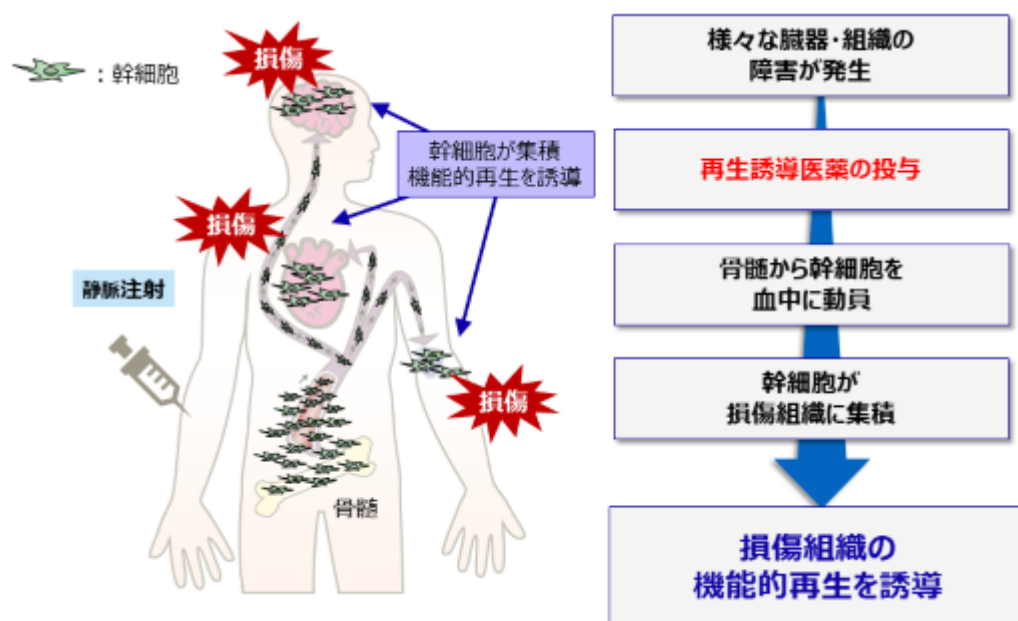 損傷
：幹細胞
幹細胞が集積
機能的再生を誘導
損傷
静脈注射
損傷
骨髄
様々な臓器・組織の
障害が発生
再生誘導医薬の投与
骨髄から幹細胞を
血中に動員
幹細胞が
損傷組織に集積
損傷組織の
機能的再生を誘導